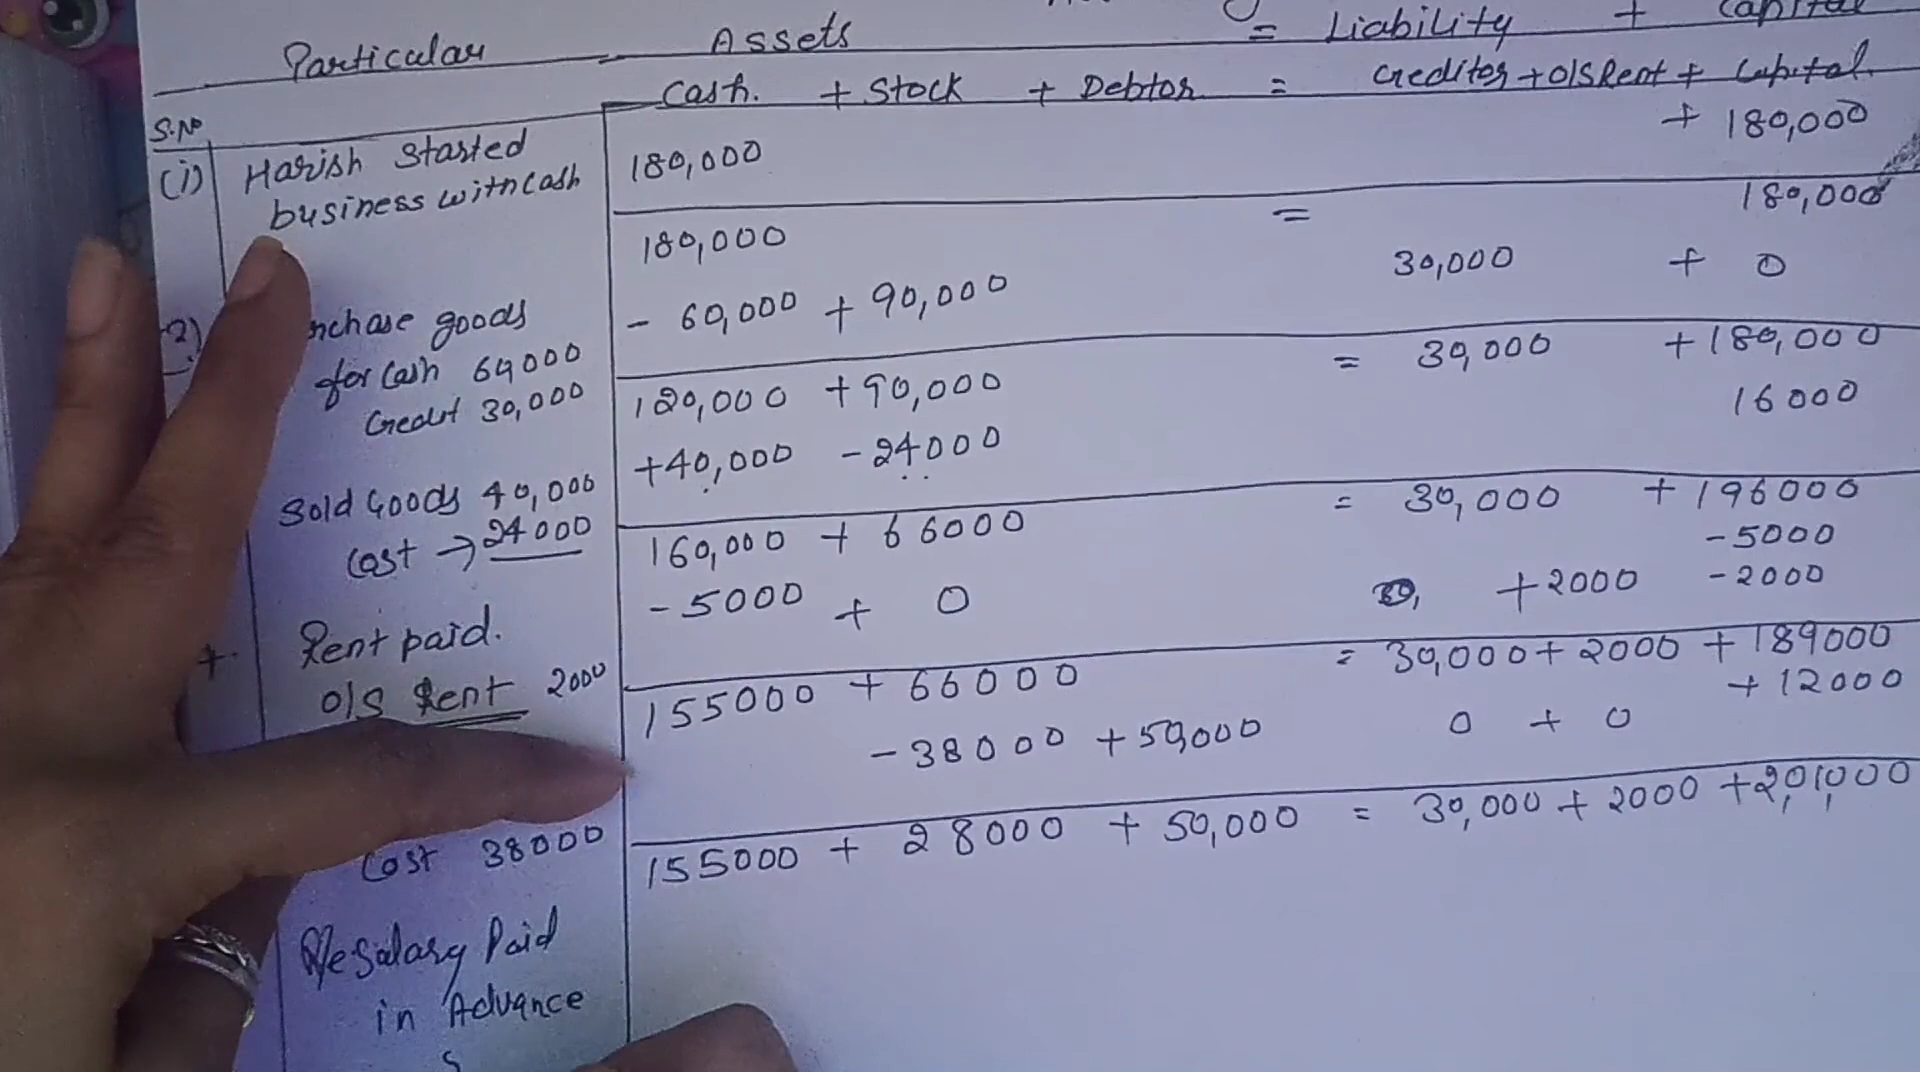 Particular Assets = Liability + Capital
Cash. + Stock + Debtor = Creditor + O/S Rent + Capital
S.No
(i) Harish Started 180,000 + 180,000
business with cash
180,000 = 180,000
goods - 60,000 + 90,000 30,000 + 0
for cash 60,000 120,000 + 90,000 = 30,000 + 180,000
Credit 30,000
+40,000 - 24000 16000
Sold Goods 40,000 160,000 + 66000 = 30,000 + 196000
Cost → 24000
-5000
Rent paid. -5000 + 0 +2000 -2000
O/S Rent 2000 155000 + 66000 = 30,000 + 2000 + 189000
- 38000 + 50,000 0 + 0 + 12000
Cost 38000 155000 + 28000 + 50,000 = 30,000 + 2000 + 201,000
Salary Paid
in Advance